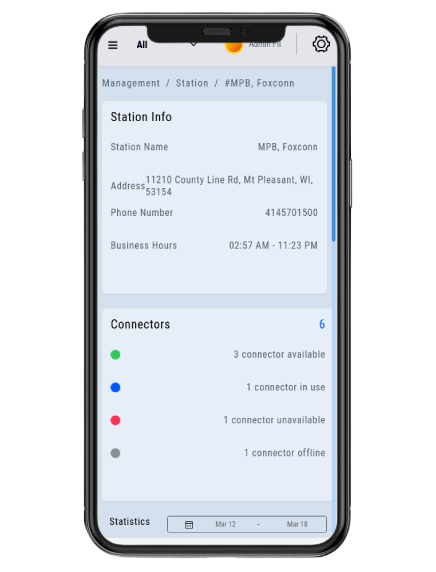 All
Admin
Management / Station / #MPB, Foxconn
Station Info
Station Name MPB, Foxconn
Address 11210 County Line Rd, Mt Pleasant, WI,
53154
Phone Number 4145701500
Business Hours 02:57 AM - 11:23 PM
Connectors 6
3 connector available
1 connector in use
1 connector unavailable
1 connector offline
Statistics Mar 12 - Mar 18